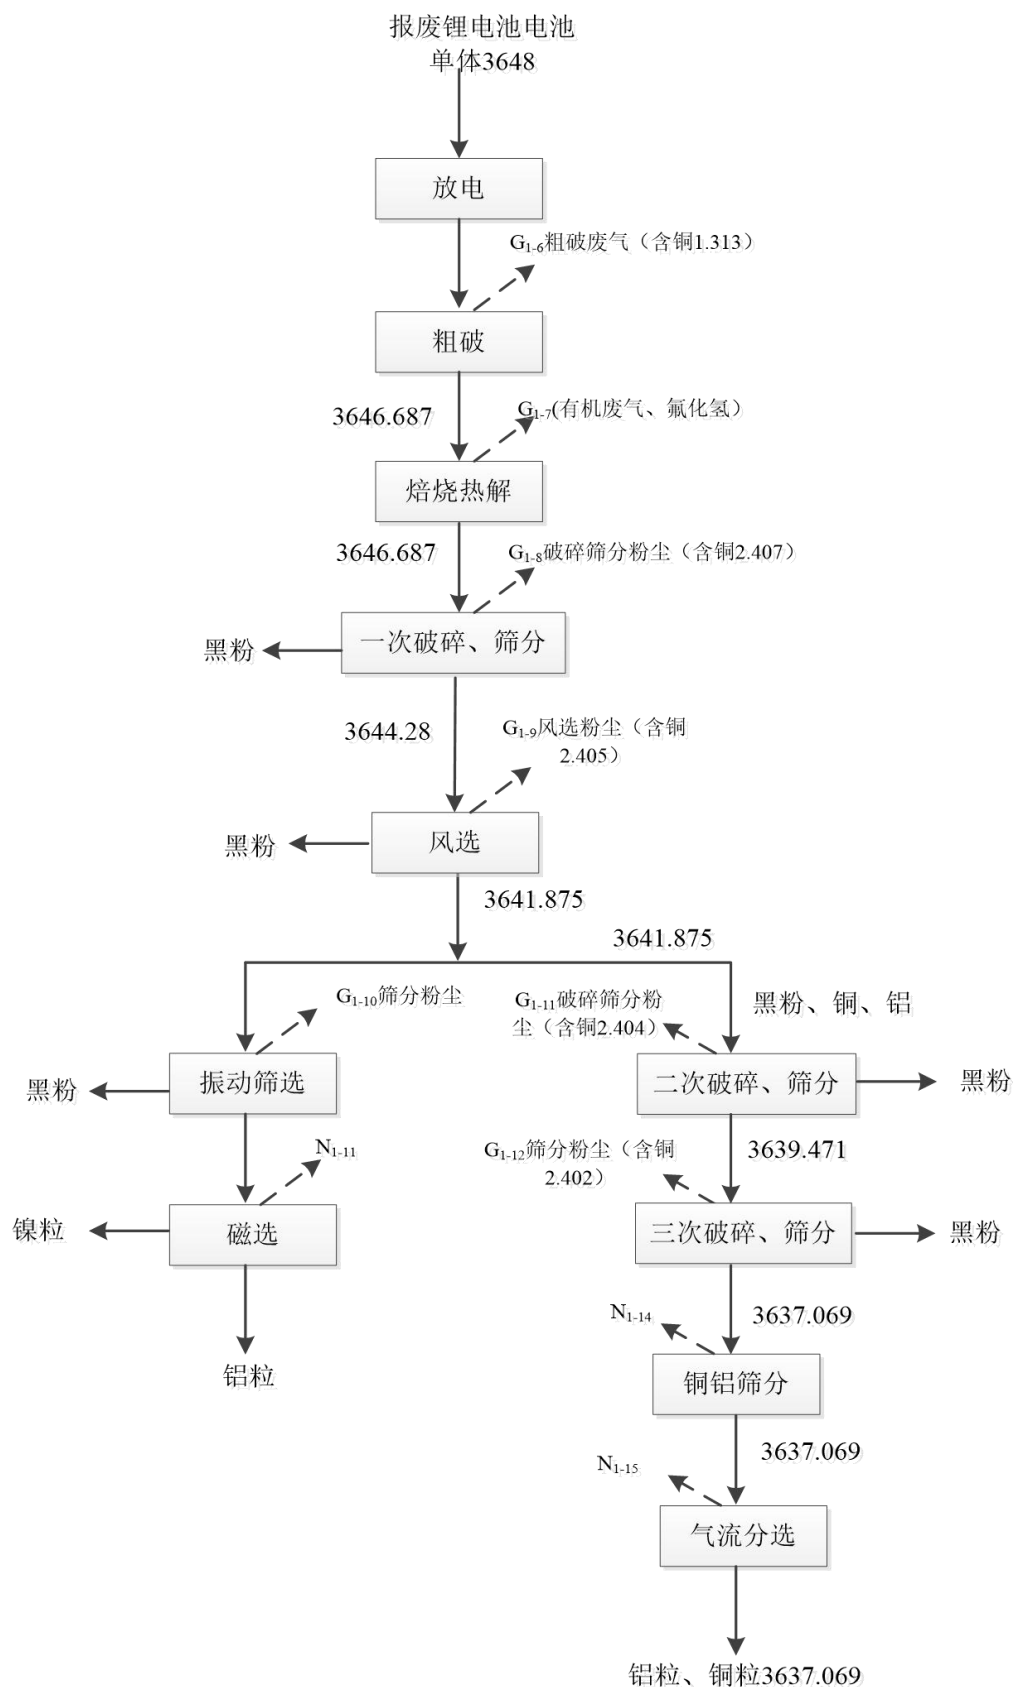 报废锂电池电池
单体3648
放电
G1-6粗破废气（含铜1.313）
粗破
3646.687
G1-7(有机废气、氟化氢）
焙烧热解
3646.687
G1-8破碎筛分粉尘（含铜2.407）
一次破碎、筛分
黑粉
3644.28
G1-9风选粉尘（含铜
2.405）
风选
黑粉
3641.875
3641.875
G1-10筛分粉尘
G1-11破碎筛分粉
尘（含铜2.404）
黑粉、铜、铝
黑粉
振动筛选
二次破碎、筛分
黑粉
N1-11
G1-12筛分粉尘（含铜
2.402）
3639.471
镍粒
磁选
三次破碎、筛分
黑粉
N1-14
3637.069
铝粒
铜铝筛分
N1-15
3637.069
气流分选
铝粒、铜粒3637.069